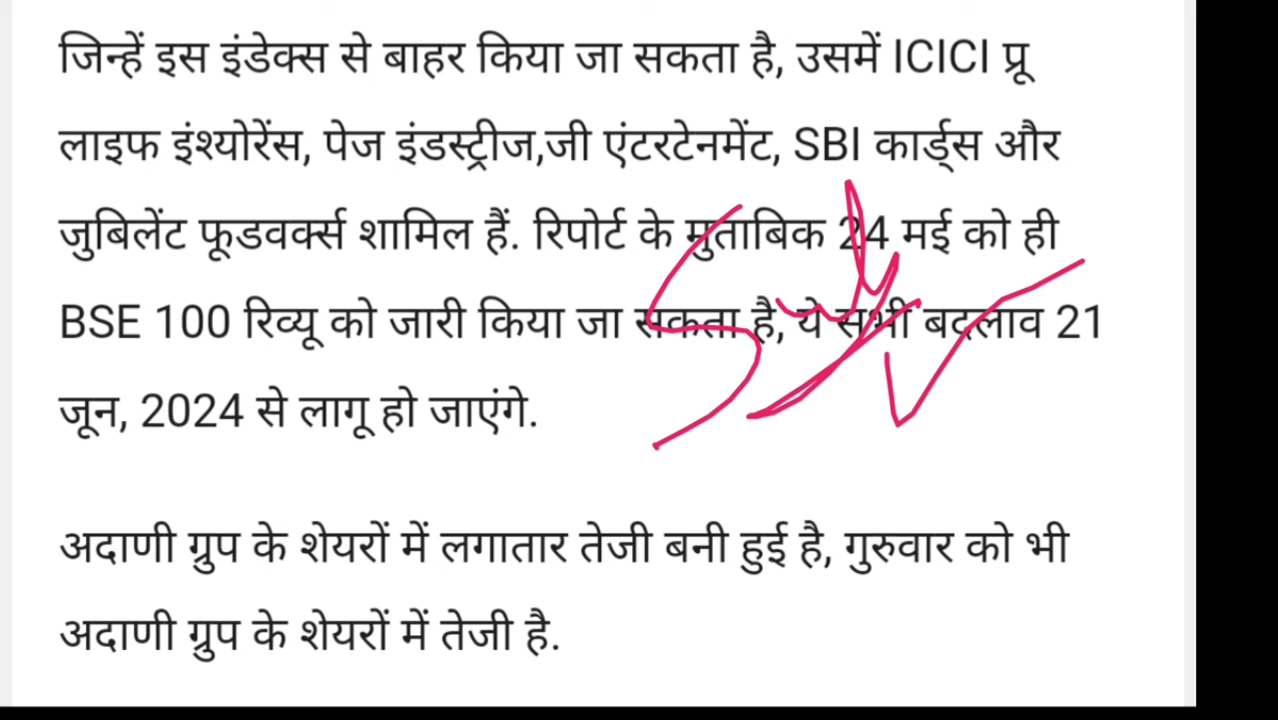 जिन्हें इस इंडेक्स से बाहर किया जा सकता है, उसमें ICICI प्रू
लाइफ इंश्योरेंस, पेज इंडस्ट्रीज,जी एंटरटेनमेंट, SBI कार्ड्स और
जुबिलेंट फूडवर्क्स शामिल हैं. रिपोर्ट के मुताबिक 24 मई को ही
BSE 100 रिव्यू को जारी किया जा सकता है, ये सभी बदलाव 21
जून, 2024 से लागू हो जाएंगे.
अदाणी ग्रुप के शेयरों में लगातार तेजी बनी हुई है, गुरुवार को भी
अदाणी ग्रुप के शेयरों में तेजी है.